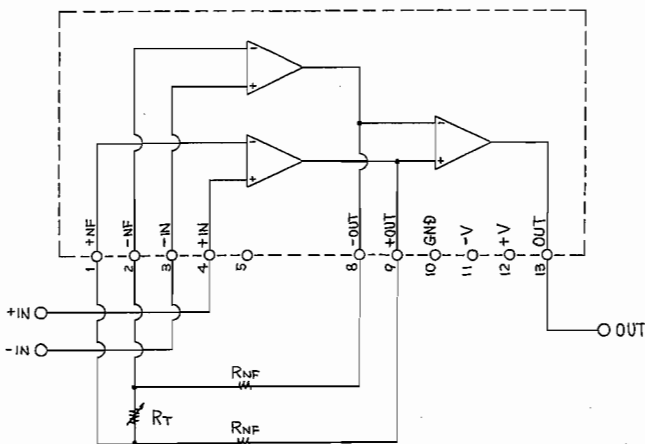 -
+
-
+
-
+
+NF
-NF
-IN
+IN
-OUT
+OUT
GND
-V
+V
OUT
1
2
3
4
5
8
9
10
11
12
13
+IN
-IN
OUT
RNF
RT
RNF